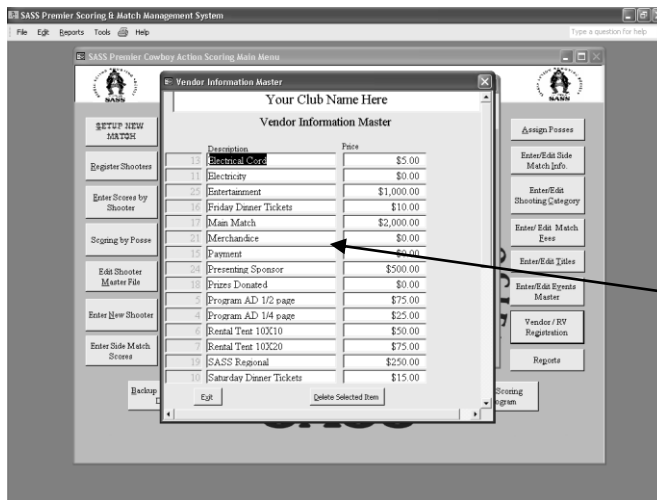 SASS Premier Scoring & Match Management System
File Edit Reports Tools Help Type a question for help
SASS Premier Cowboy Action Scoring Main Menu
SASS
SASS
SETUP NEW
MATCH
Register Shooters
Enter Scores by
Shooter
Scoring by Posse
Edit Shooter
Master File
Enter New Shooter
Enter Side Match
Scores
Backup
Vendor Information Master
Your Club Name Here
Vendor Information Master
Description Price
13 Electrical Cord $5.00
11 Electricity $0.00
25 Entertainment $1,000.00
16 Friday Dinner Tickets $10.00
17 Main Match $2,000.00
21 Merchandice $0.00
15 Payment $0.00
24 Presenting Sponsor $500.00
18 Prizes Donated $0.00
5 Program AD 1/2 page $75.00
4 Program AD 1/4 page $25.00
6 Rental Tent 10X10 $50.00
7 Rental Tent 10X20 $75.00
19 SASS Regional $250.00
10 Saturday Dinner Tickets $15.00
Exit Delete Selected Item
Assign Posses
Enter/Edit Side
Match Info.
Enter/Edit
Shooting Category
Enter/ Edit Match
Fees
Enter/Edit Titles
Enter/Edit Events
Master
Vendor / RV
Registration
Reports
Scoring